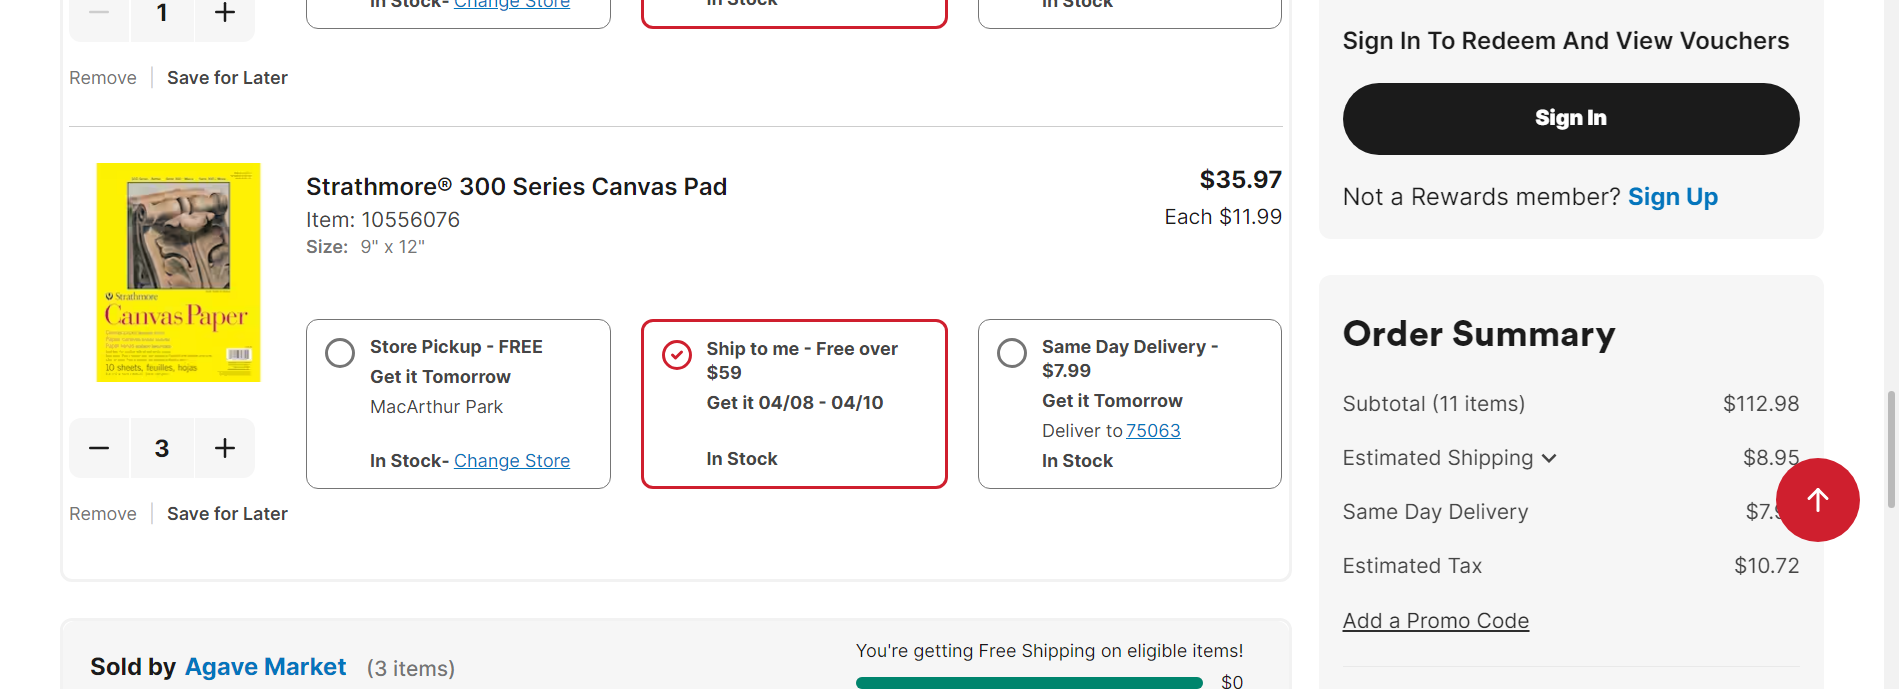 1
In Stock- Change Store
In Stock
In Stock
Remove
Save for Later
Strathmore® 300 Series Canvas Pad
Item: 10556076
Size: 9" x 12"
$35.97
Each $11.99
Strathmore
Canvas Paper
10 sheets, feuilles, hojas
Store Pickup - FREE
Get it Tomorrow
MacArthur Park
In Stock- Change Store
Ship to me - Free over
$59
Get it 04/08 - 04/10
In Stock
Same Day Delivery -
$7.99
Get it Tomorrow
Deliver to 75063
In Stock
3
Remove
Save for Later
Sold by Agave Market (3 items)
You're getting Free Shipping on eligible items!
$0
Sign In To Redeem And View Vouchers
Sign In
Not a Rewards member? Sign Up
Order Summary
Subtotal (11 items) $112.98
Estimated Shipping $8.95
Same Day Delivery
Estimated Tax $10.72
Add a Promo Code